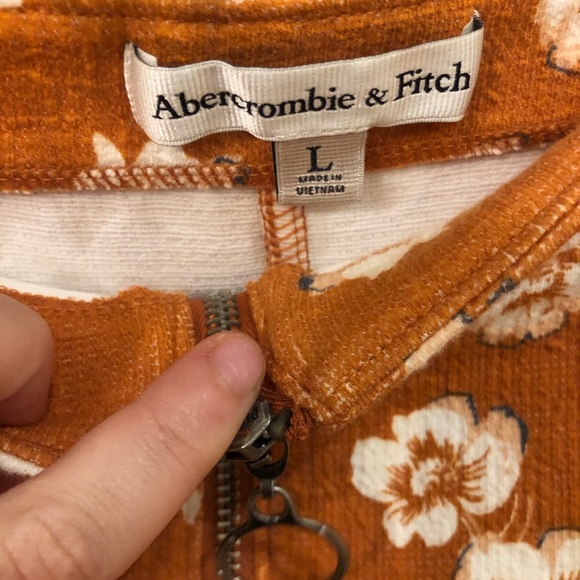 Abercrombie & Fitch
L
MADE IN
VIETNAM